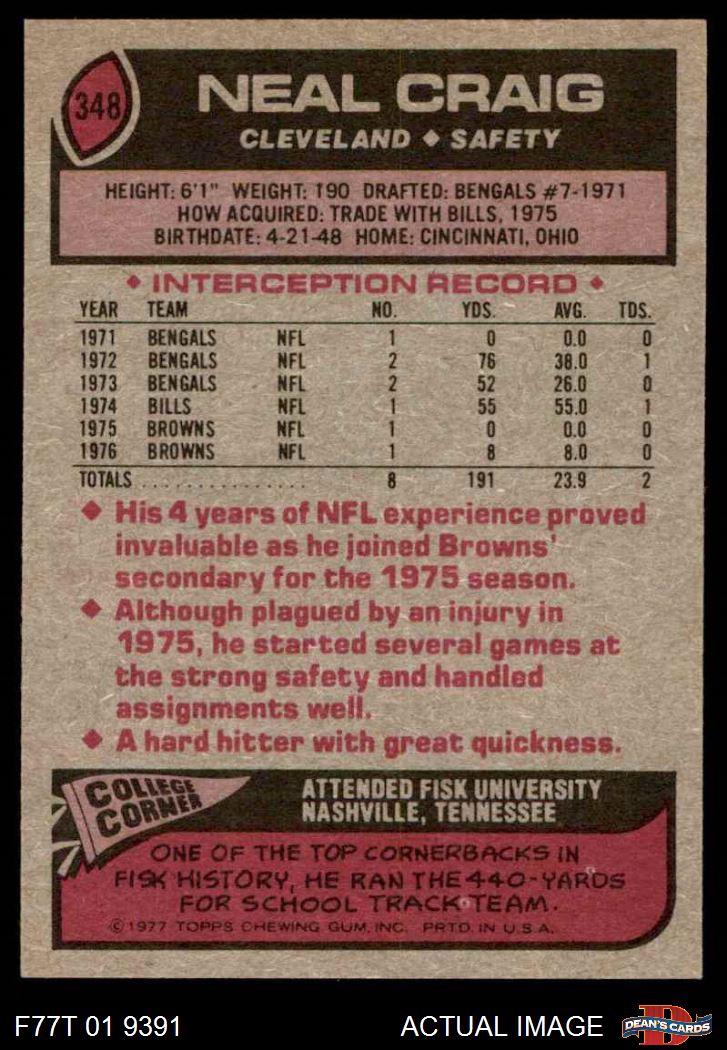 348
NEAL CRAIG
CLEVELAND ◆ SAFETY
HEIGHT: 6'1" WEIGHT: 190 DRAFTED: BENGALS #7-1971
HOW ACQUIRED: TRADE WITH BILLS, 1975
BIRTHDATE: 4-21-48 HOME: CINCINNATI, OHIO
◆ INTERCEPTION RECORD ◆
YEAR TEAM NO. YDS. AVG. TDS.
1971 BENGALS NFL 1 0 0.0 0
1972 BENGALS NFL 2 76 38.0 1
1973 BENGALS NFL 2 52 26.0 0
1974 BILLS NFL 1 55 55.0 1
1975 BROWNS NFL 1 0 0.0 0
1976 BROWNS NFL 1 8 8.0 0
TOTALS . . . . . . . . . . . . . . . 8 191 23.9 2
◆ His 4 years of NFL experience proved
invaluable as he joined Browns'
secondary for the 1975 season.
◆ Although plagued by an injury in
1975, he started several games at
the strong safety and handled
assignments well.
◆ A hard hitter with great quickness.
COLLEGE
CORNER
ATTENDED FISK UNIVERSITY
NASHVILLE, TENNESSEE
ONE OF THE TOP CORNERBACKS IN
FISK HISTORY, HE RAN THE 440-YARDS
FOR SCHOOL TRACK TEAM.
©1977 TOPPS CHEWING GUM, INC. PRTD. IN U.S.A.
F77T 01 9391
ACTUAL IMAGE
D
DEAN'S CARDS